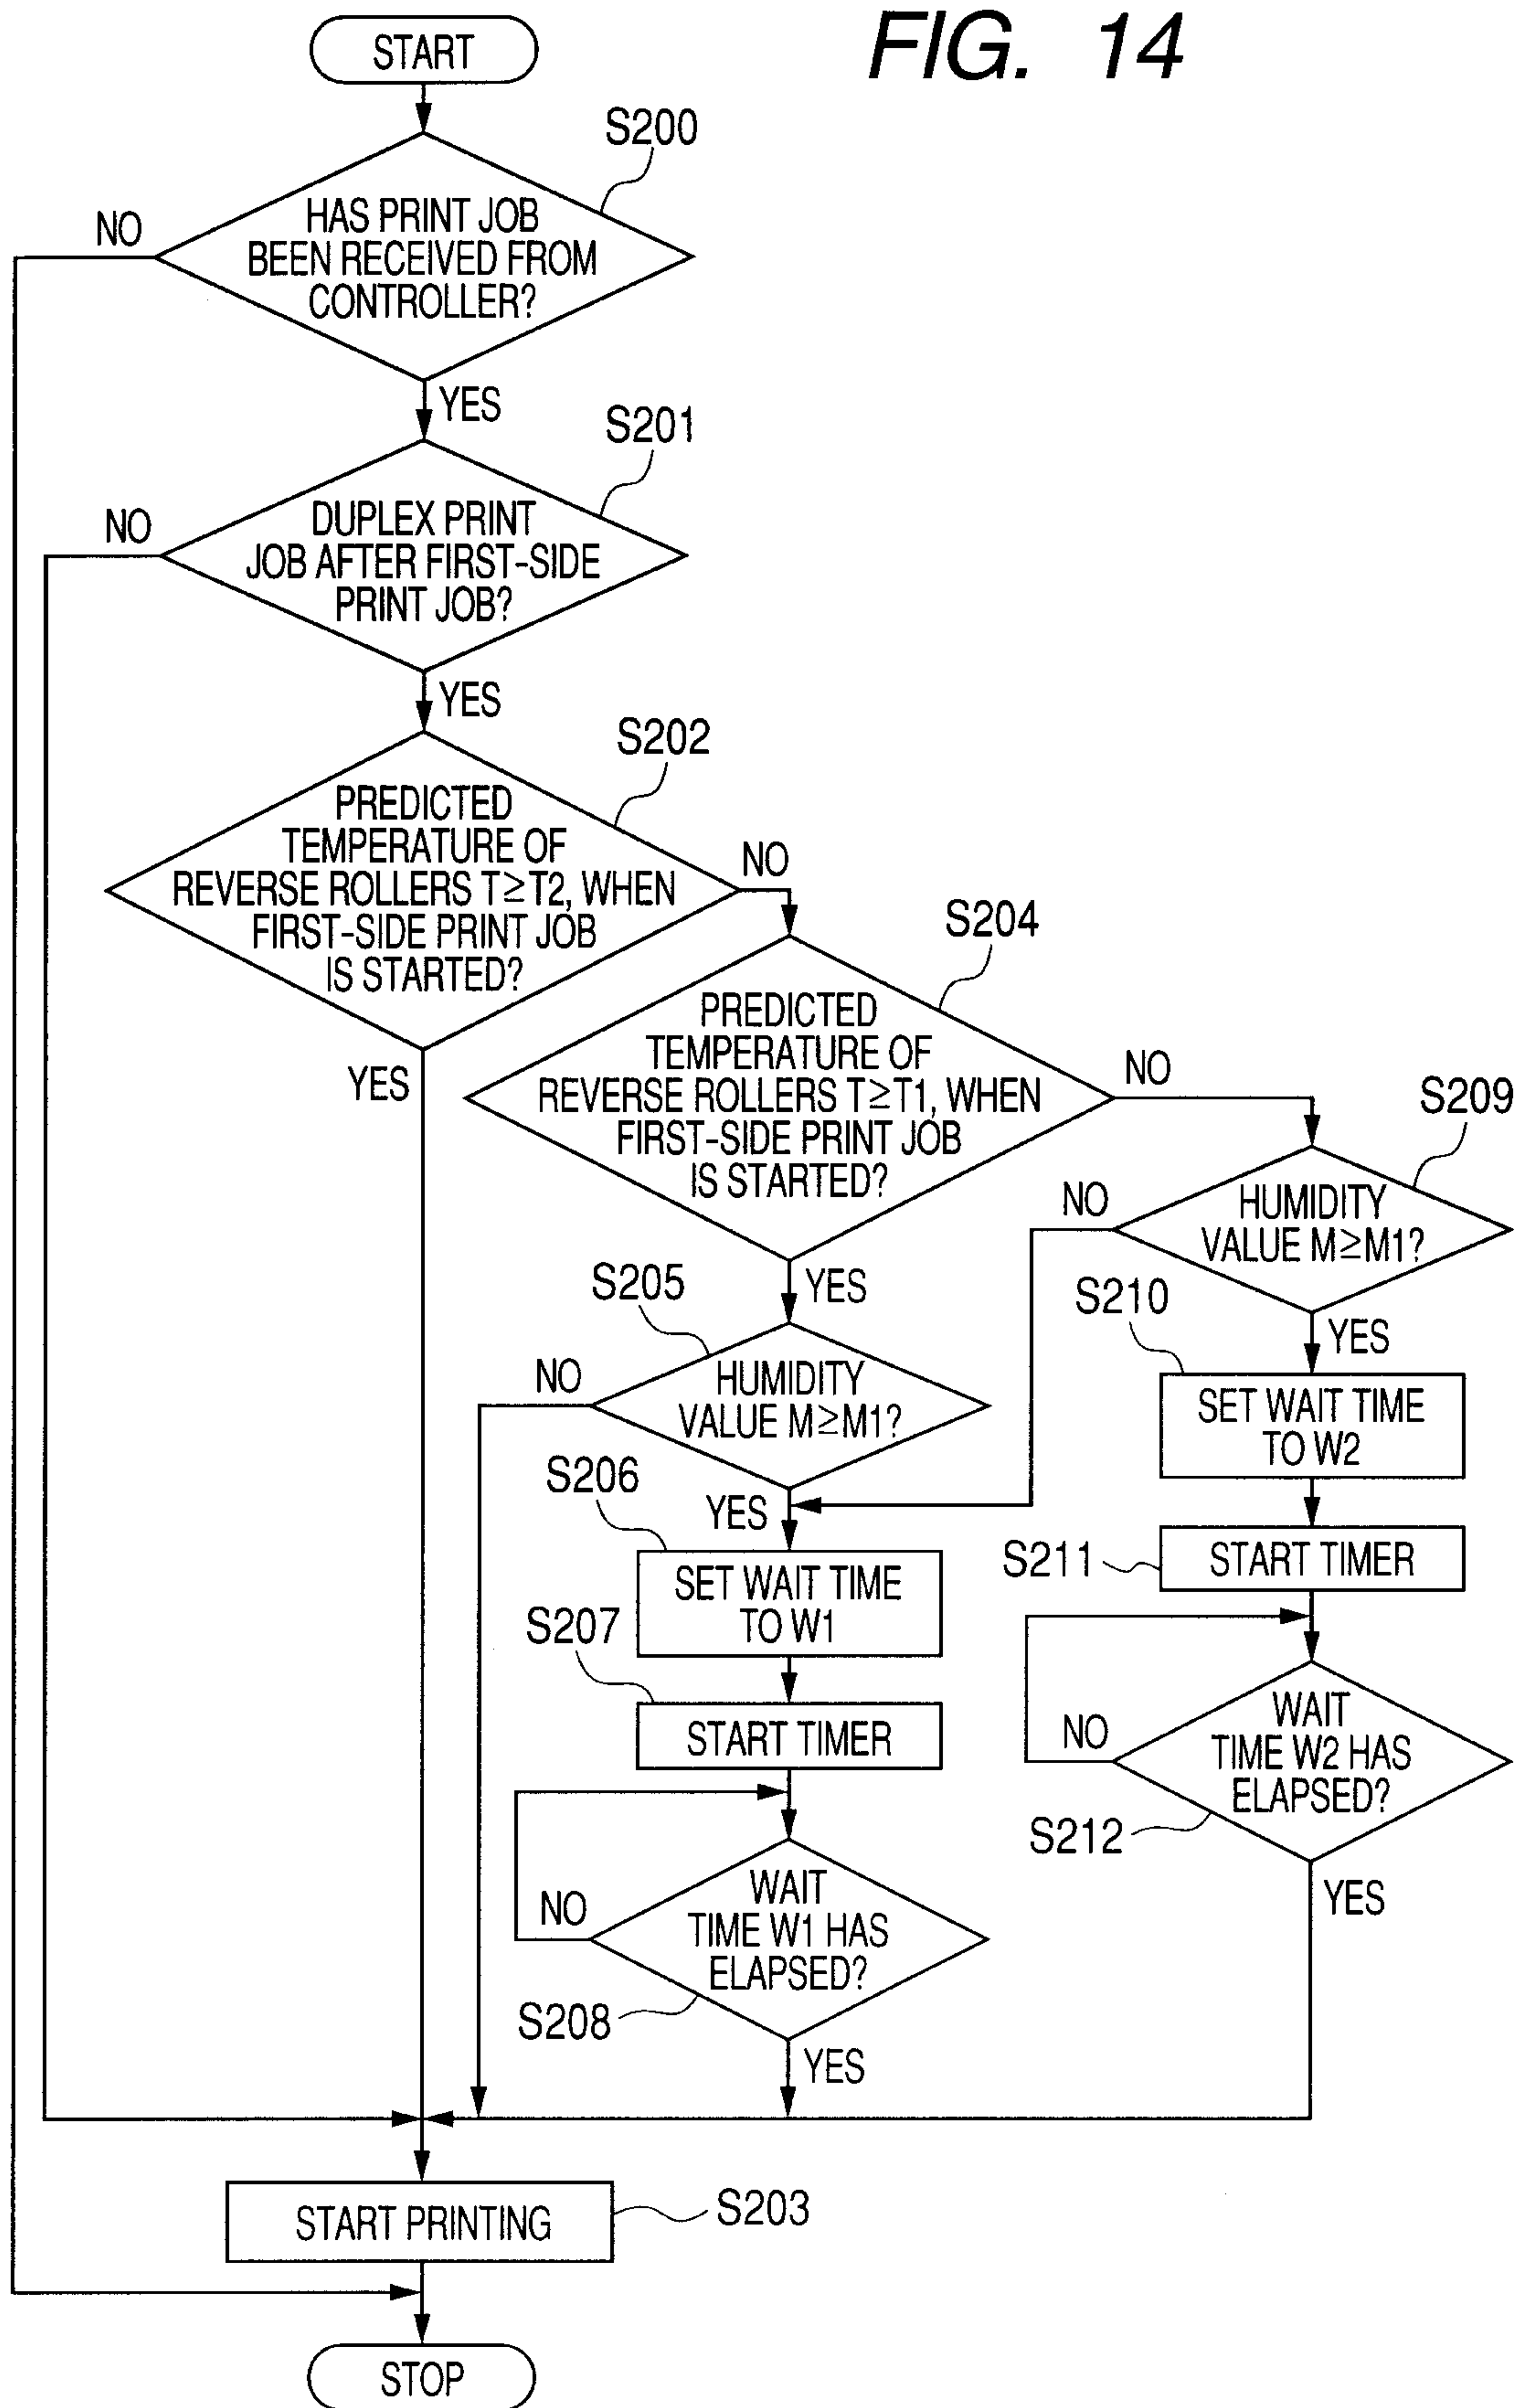 FIG. 14
START
S200
HAS PRINT JOB
BEEN RECEIVED FROM
CONTROLLER?
NO
YES
S201
DUPLEX PRINT
JOB AFTER FIRST-SIDE
PRINT JOB?
NO
YES
S202
PREDICTED
TEMPERATURE OF
REVERSE ROLLERS T≥T2, WHEN
FIRST-SIDE PRINT JOB
IS STARTED?
NO
YES
S204
PREDICTED
TEMPERATURE OF
REVERSE ROLLERS T≥T1, WHEN
FIRST-SIDE PRINT JOB
IS STARTED?
NO
YES
S209
HUMIDITY
VALUE M≥M1?
NO
YES
S205
HUMIDITY
VALUE M≥M1?
NO
YES
S210
SET WAIT TIME
TO W2
S206
SET WAIT TIME
TO W1
S211
START TIMER
S207
START TIMER
WAIT
TIME W2 HAS
ELAPSED?
NO
S212
YES
WAIT
TIME W1 HAS
ELAPSED?
NO
S208
YES
START PRINTING
S203
STOP